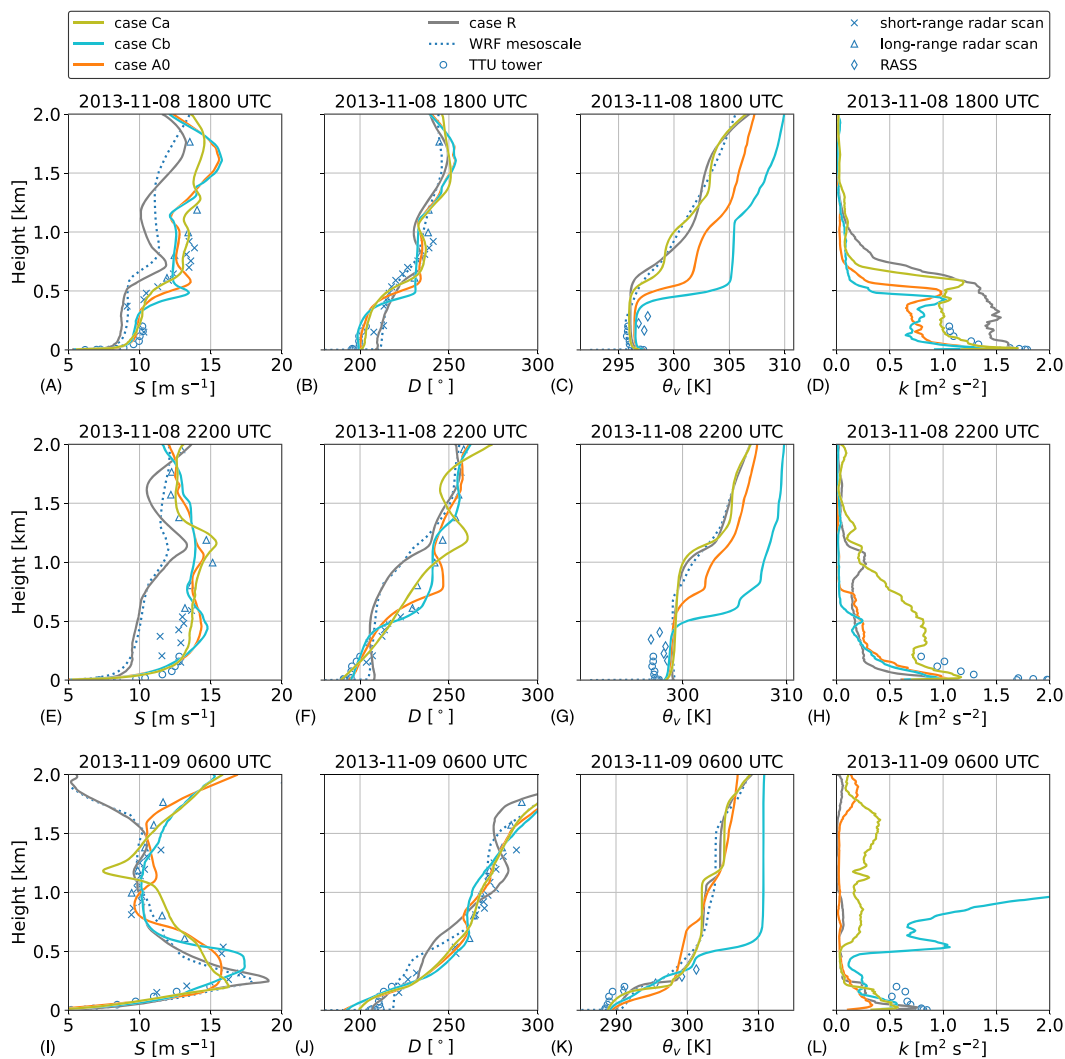 case Ca
case Cb
case A0
case R
WRF mesoscale
TTU tower
short-range radar scan
long-range radar scan
RASS
2013-11-08 1800 UTC
2013-11-08 1800 UTC
2013-11-08 1800 UTC
2013-11-08 1800 UTC
Height [km]
2.0
1.5
1.0
0.5
0
5 10 15 20
200 250 300
295 300 305 310
0.0 0.5 1.0 1.5 2.0
(A) S [m s⁻¹]
(B) D [°]
(C) θᵥ [K]
(D) k [m² s⁻²]
2013-11-08 2200 UTC
2013-11-08 2200 UTC
2013-11-08 2200 UTC
2013-11-08 2200 UTC
Height [km]
2.0
1.5
1.0
0.5
0
5 10 15 20
200 250 300
300 310
0.0 0.5 1.0 1.5 2.0
(E) S [m s⁻¹]
(F) D [°]
(G) θᵥ [K]
(H) k [m² s⁻²]
2013-11-09 0600 UTC
2013-11-09 0600 UTC
2013-11-09 0600 UTC
2013-11-09 0600 UTC
Height [km]
2.0
1.5
1.0
0.5
0.0
5 10 15 20
200 250 300
290 300 310
0.0 0.5 1.0 1.5 2.0
(I) S [m s⁻¹]
(J) D [°]
(K) θᵥ [K]
(L) k [m² s⁻²]